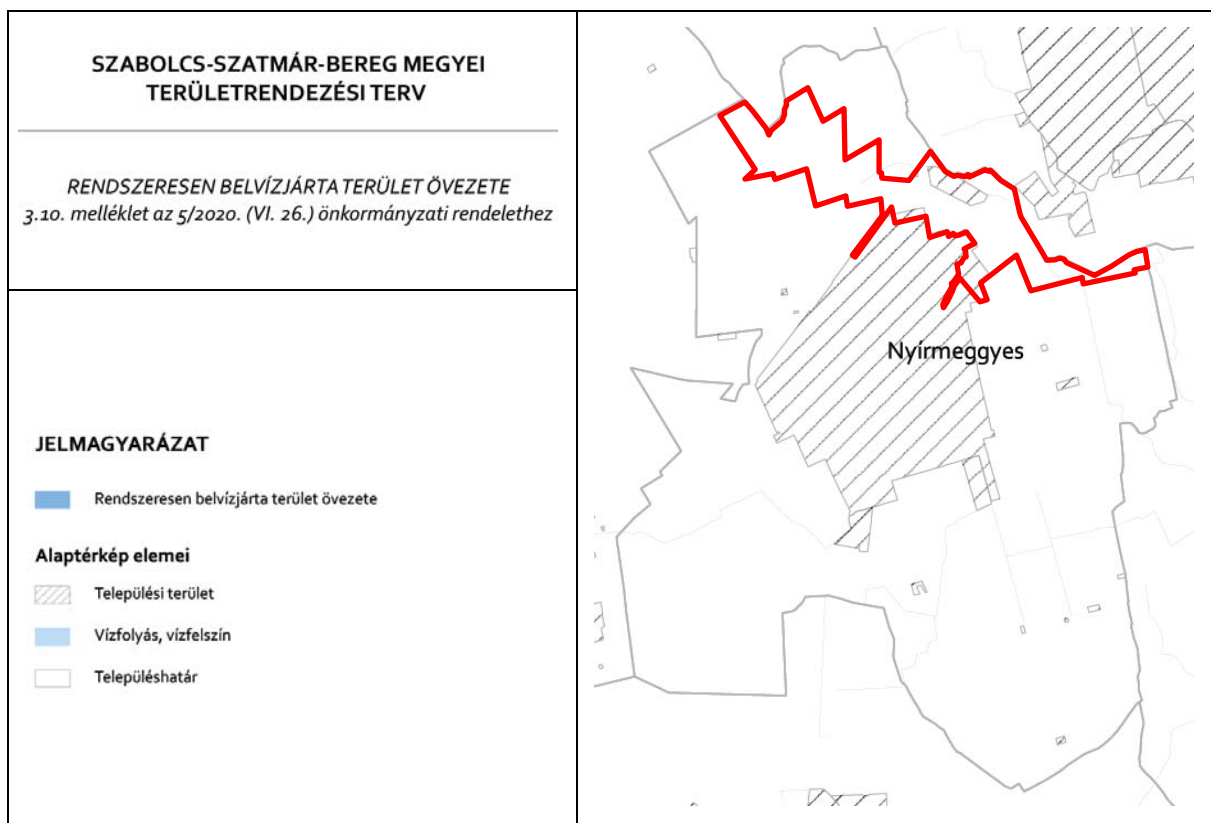 SZABOLCS-SZATMÁR-BEREG MEGYEI
TERÜLETRENDEZÉSI TERV
RENDSZERESEN BELVÍZJÁRTA TERÜLET ÖVEZETE
3.10. melléklet az 5/2020. (VI. 26.) önkormányzati rendelethez
JELMAGYARÁZAT
Rendszeresen belvízjárta terület övezete
Alaptérkép elemei
Települési terület
Vízfolyás, vízfelszín
Településhatár
Nyírmeggyes